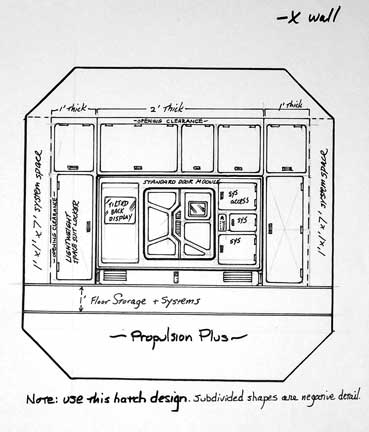 -X wall
1' thick
2' Thick
1' thick
OPENING CLEARANCE
1'x1'x7' system space
OPENING CLEARANCE
LIGHTWEIGHT
SPACE SUIT LOCKER
STANDARD DOOR MODULE
TILTED
BACK
DISPLAY
SYS
ACCESS
SYS
SYS
1'x1'x7' system space
1' Floor Storage + Systems
Propulsion Plus
Note: use this hatch design. Subdivided shapes are negative detail.